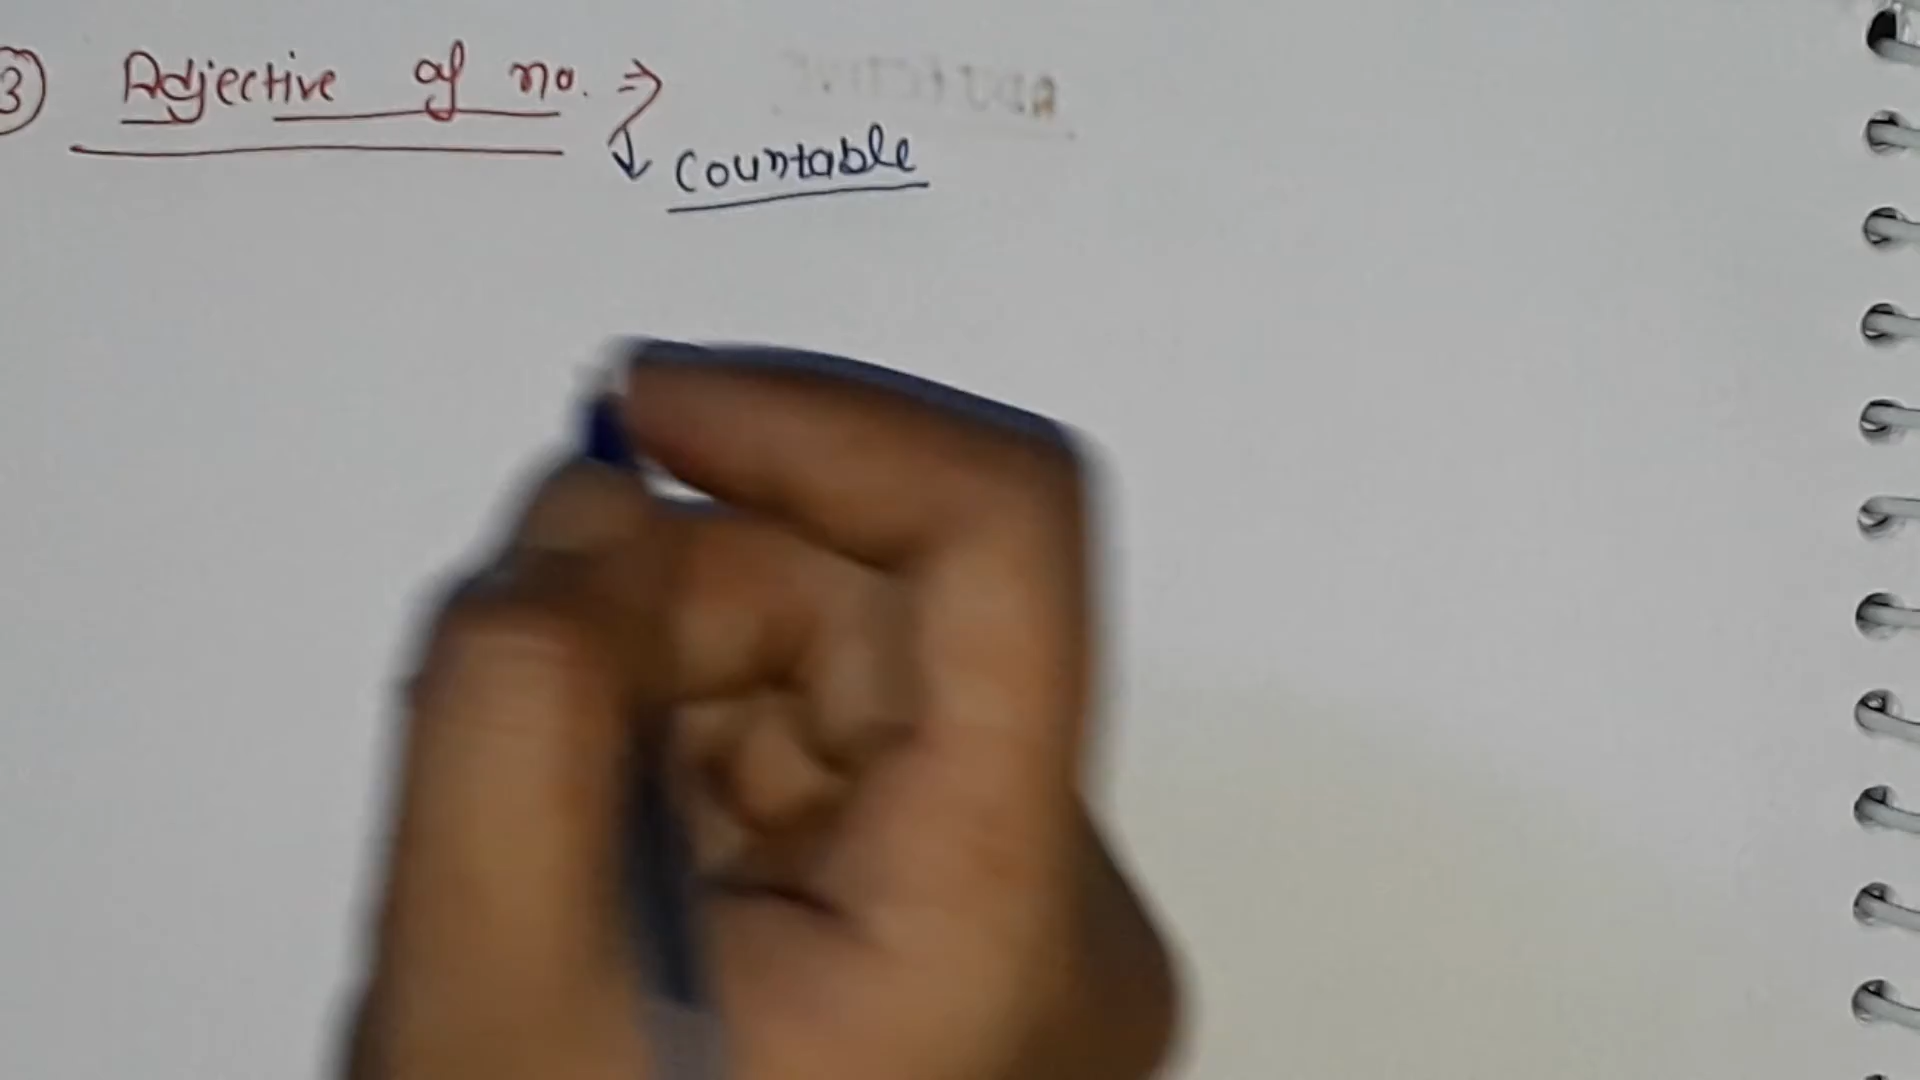 ③ Adjective of no. ⇒
↓ Countable